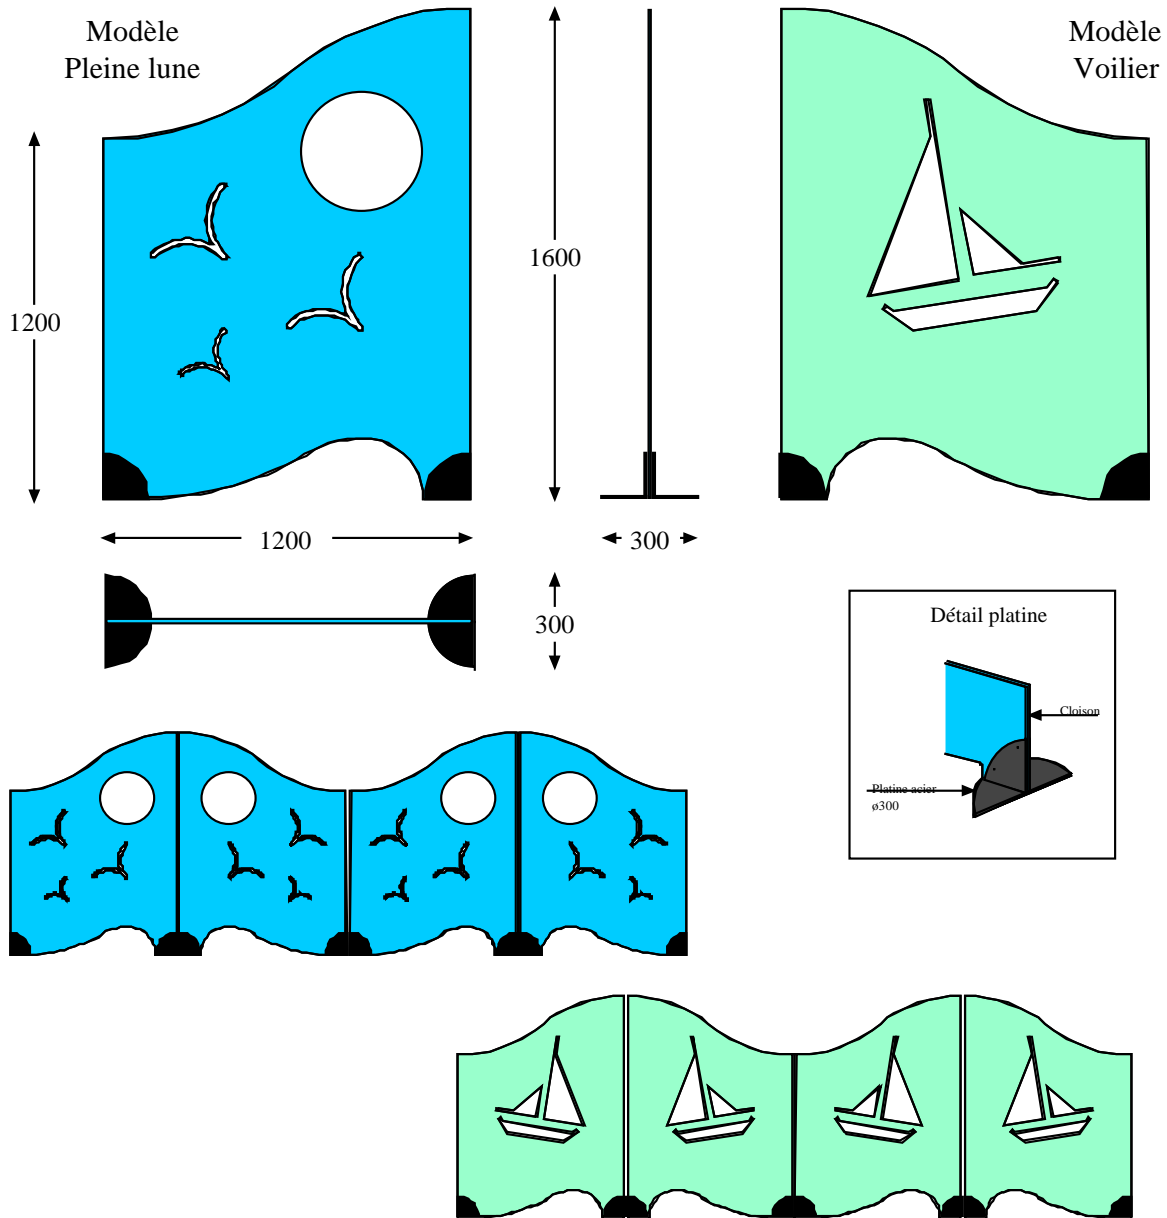 Modèle
Pleine lune
Modèle
Voilier
1600
1200
1200
300
300
Détail platine
Cloison
Platine acier
ø300